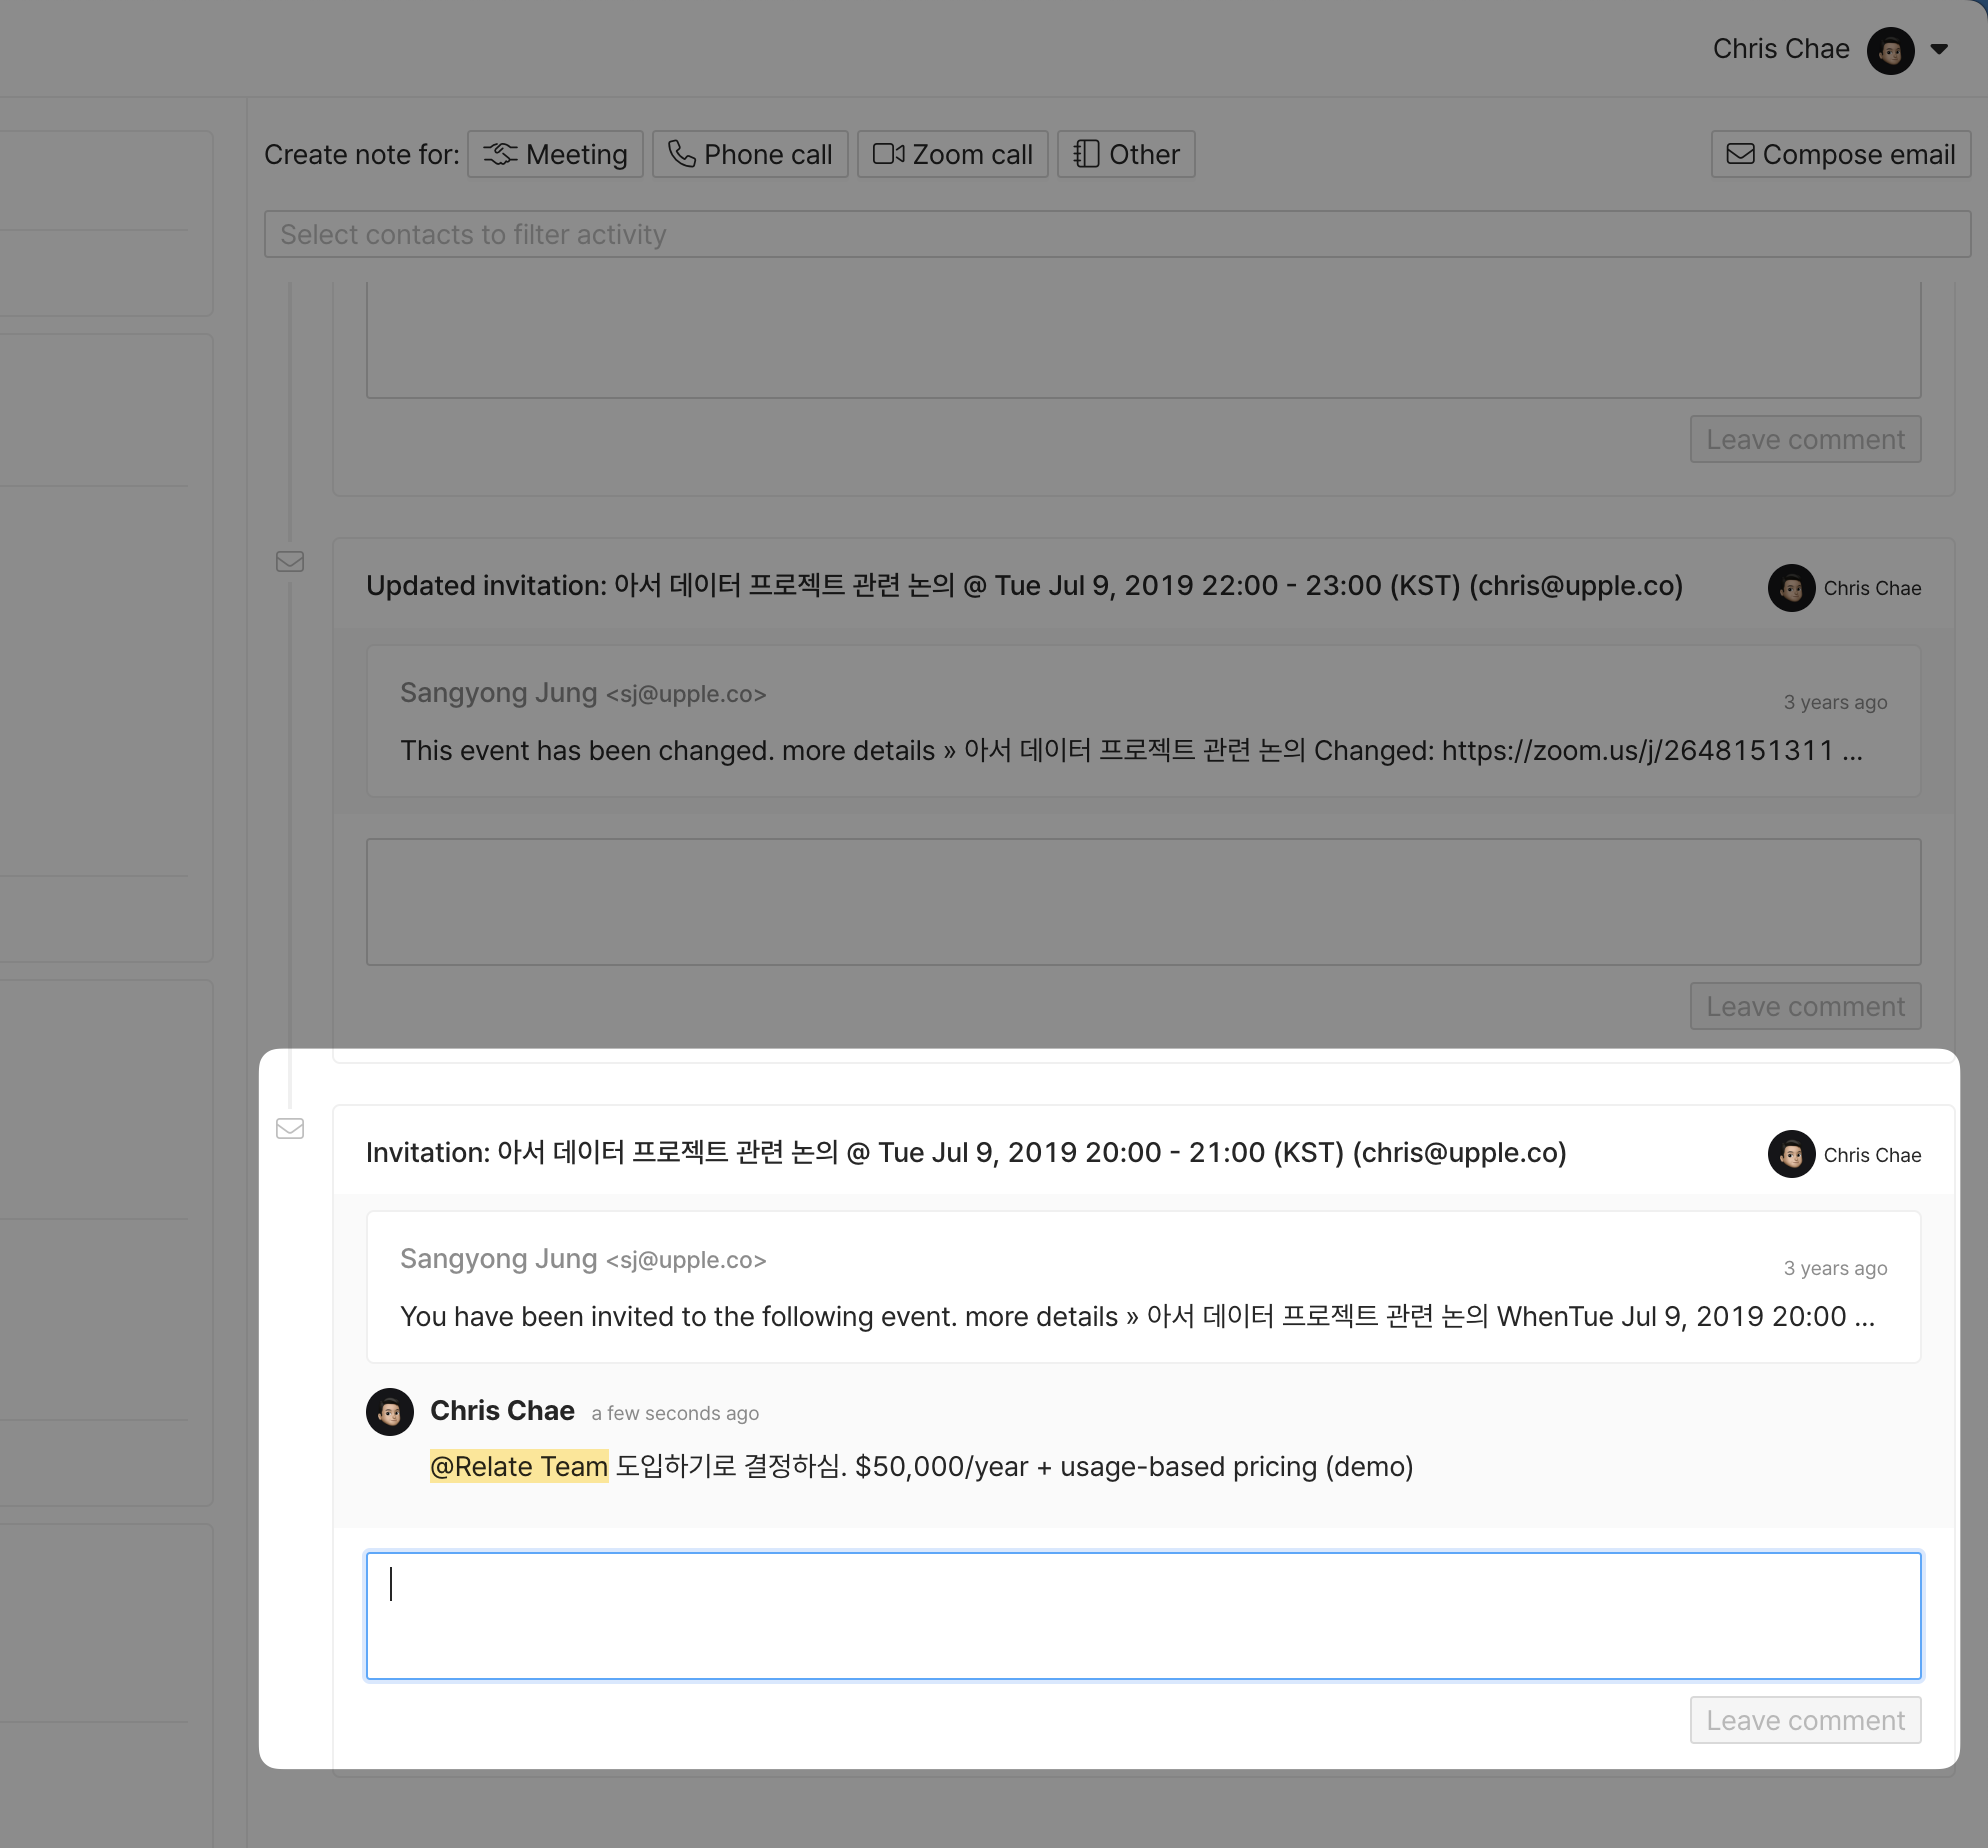 Chris Chae
Create note for: Meeting Phone call Zoom call Other Compose email
Select contacts to filter activity
Leave comment
Updated invitation: 아서 데이터 프로젝트 관련 논의 @ Tue Jul 9, 2019 22:00 - 23:00 (KST) (chris@upple.co) Chris Chae
Sangyong Jung <sj@upple.co> 3 years ago
This event has been changed. more details » 아서 데이터 프로젝트 관련 논의 Changed: https://zoom.us/j/2648151311 ...
Leave comment
Invitation: 아서 데이터 프로젝트 관련 논의 @ Tue Jul 9, 2019 20:00 - 21:00 (KST) (chris@upple.co) Chris Chae
Sangyong Jung <sj@upple.co> 3 years ago
You have been invited to the following event. more details » 아서 데이터 프로젝트 관련 논의 WhenTue Jul 9, 2019 20:00 ...
Chris Chae a few seconds ago
@Relate Team 도입하기로 결정하심. $50,000/year + usage-based pricing (demo)
Leave comment